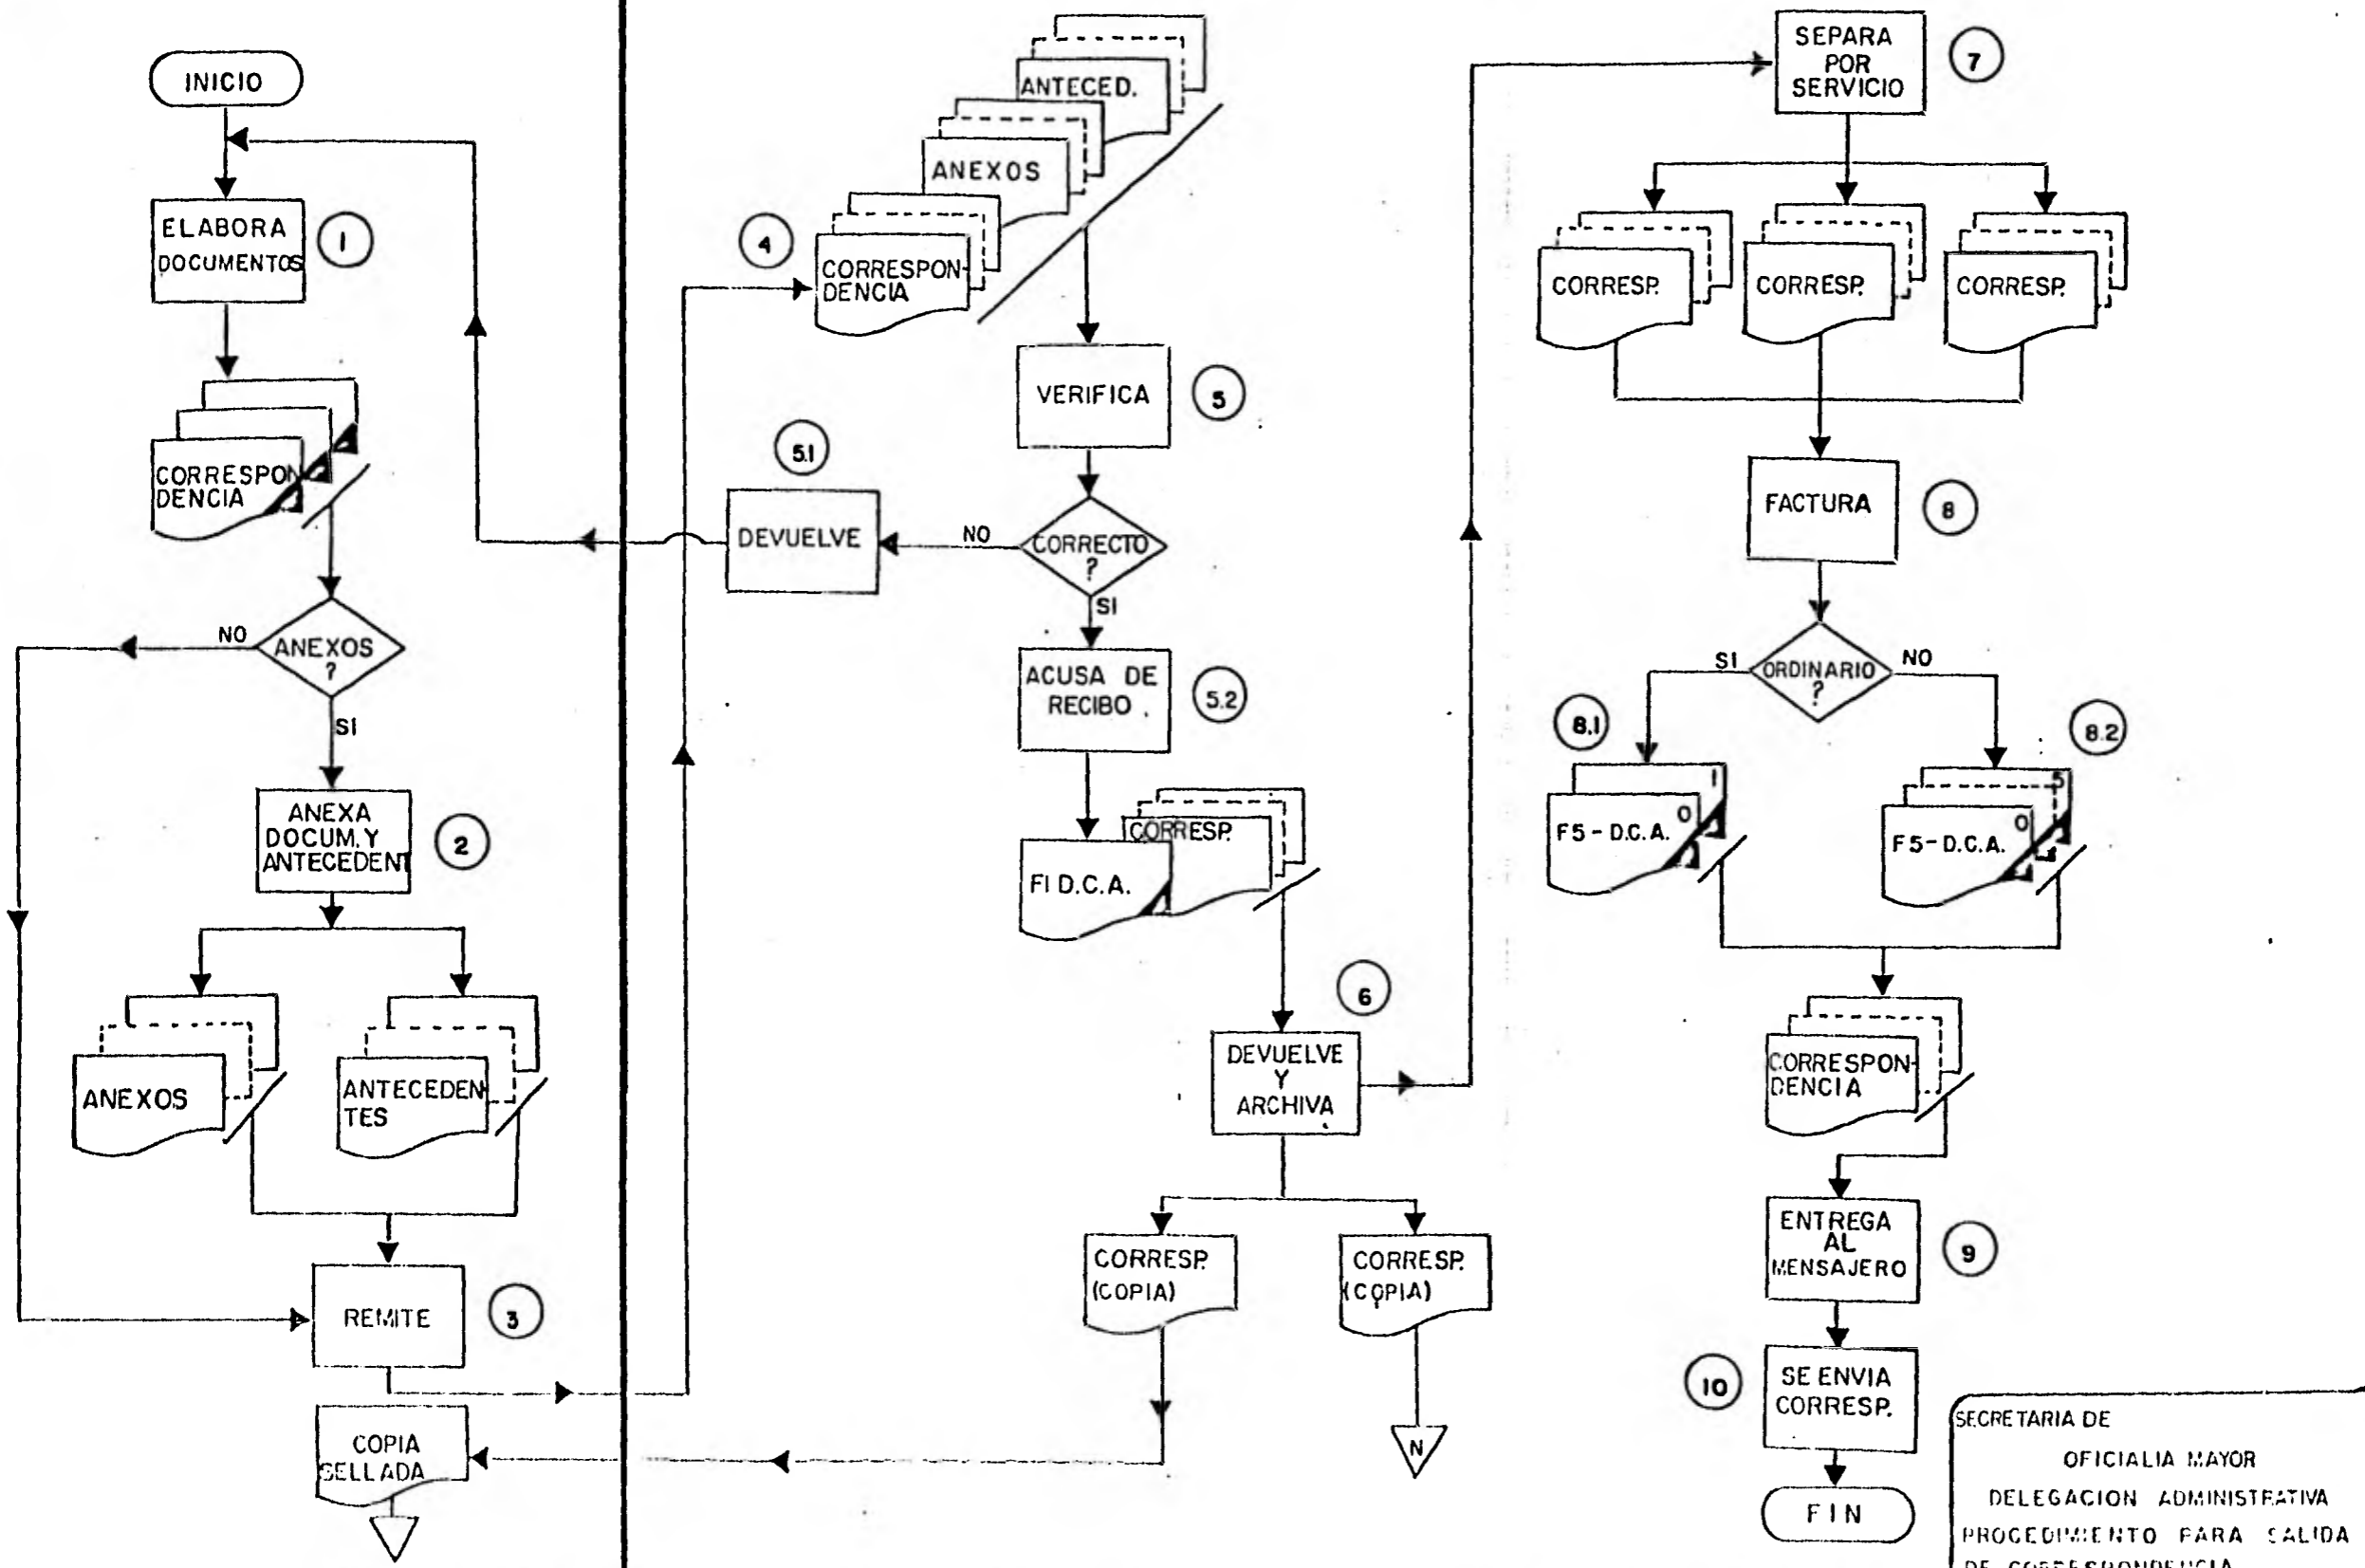 INICIO
ELABORA
DOCUMENTOS
1
CORRESPON
DENCIA
ANEXOS
?
NO
SI
ANEXA
DOCUM. Y
ANTECEDENT
2
ANEXOS
ANTECEDEN-
TES
REMITE
3
COPIA
SELLADA
4
ANTECED.
ANEXOS
CORRESPON-
DENCIA
VERIFICA
5
CORRECTO
?
NO
SI
5.1
DEVUELVE
ACUSA DE
RECIBO
5.2
CORRESP.
F1 D.C.A.
6
DEVUELVE
Y
ARCHIVA
CORRESP.
(COPIA)
CORRESP.
(COPIA)
N
SEPARA
POR
SERVICIO
7
CORRESP.
CORRESP.
CORRESP.
FACTURA
8
ORDINARIO
?
SI
NO
8.1
1
0
F5-D.C.A.
8.2
5
0
F5-D.C.A.
CORRESPON-
DENCIA
ENTREGA
AL
MENSAJERO
9
10
SE ENVIA
CORRESP.
FIN
SECRETARIA DE
OFICIALIA MAYOR
DELEGACION ADMINISTRATIVA
PROCEDIMIENTO PARA SALIDA
DE CORRESPONDENCIA